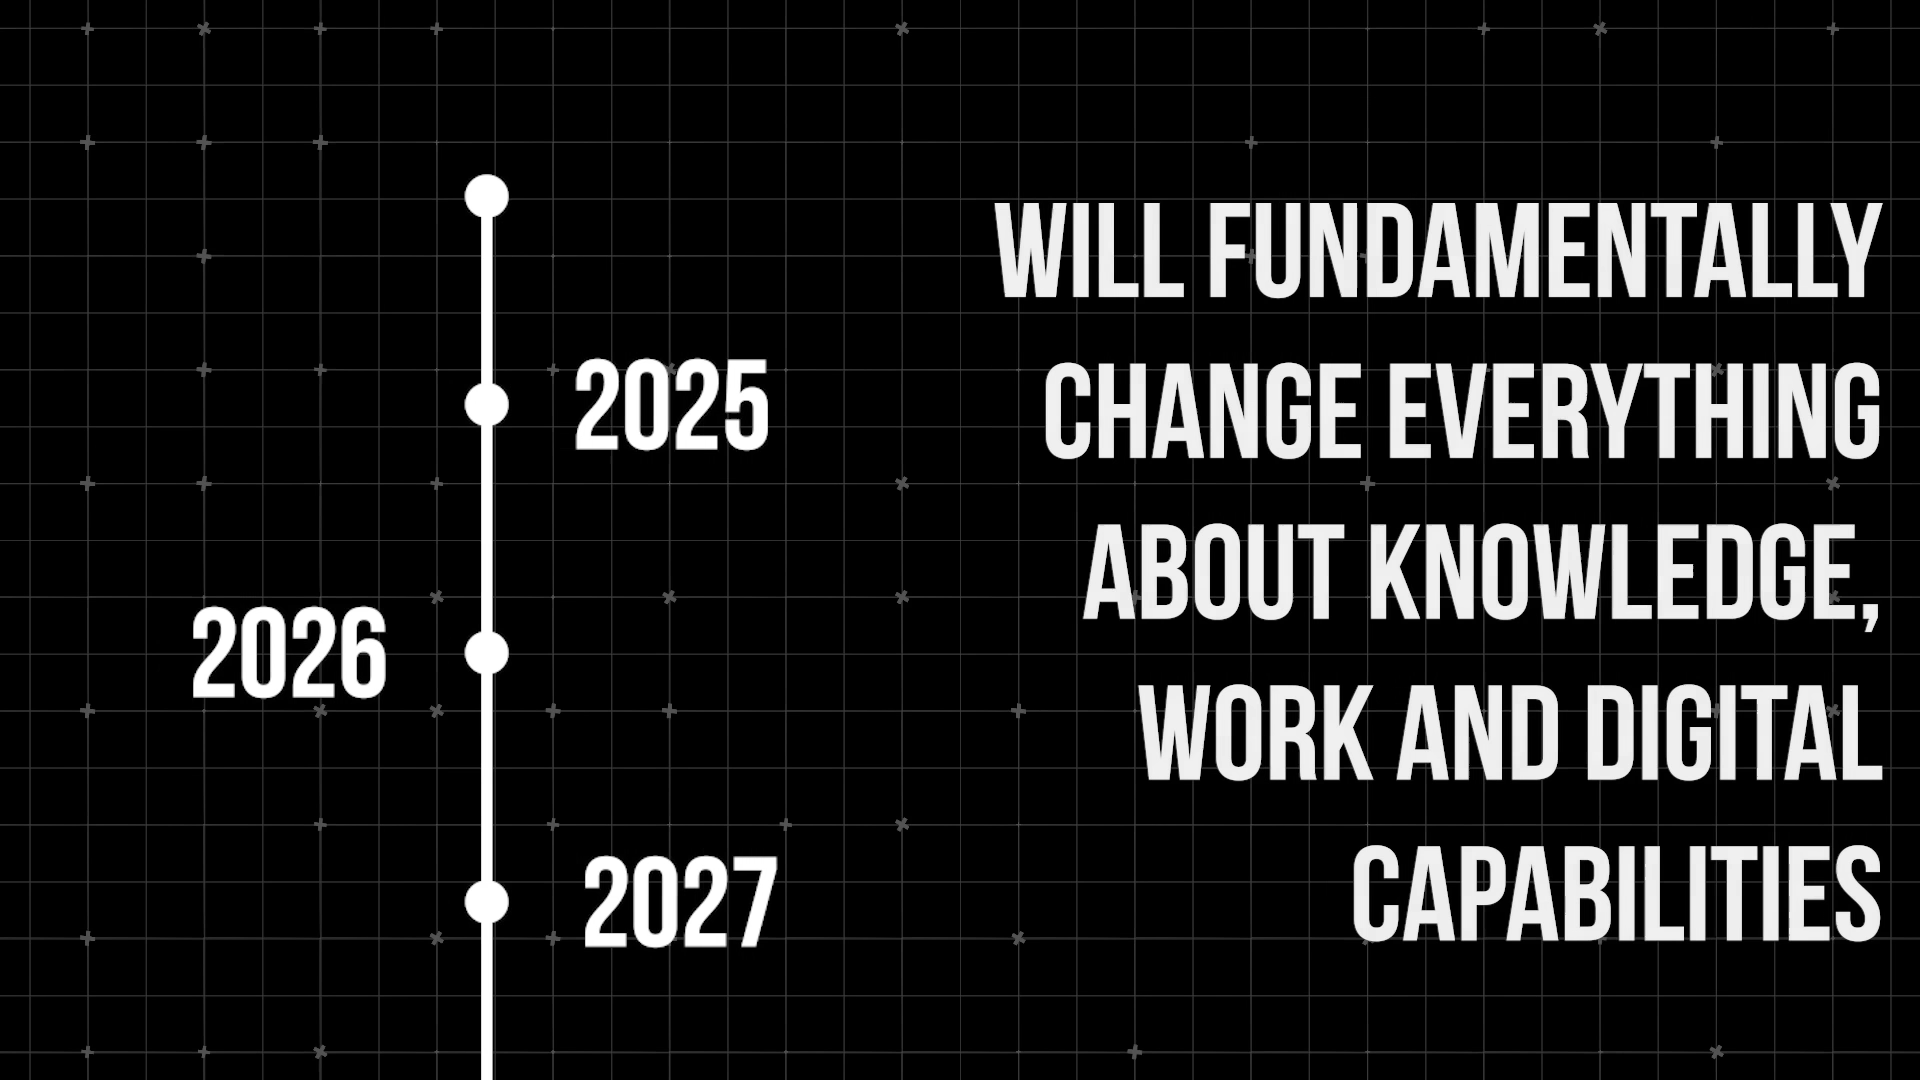 2025
2026
2027
WILL FUNDAMENTALLY
CHANGE EVERYTHING
ABOUT KNOWLEDGE,
WORK AND DIGITAL
CAPABILITIES